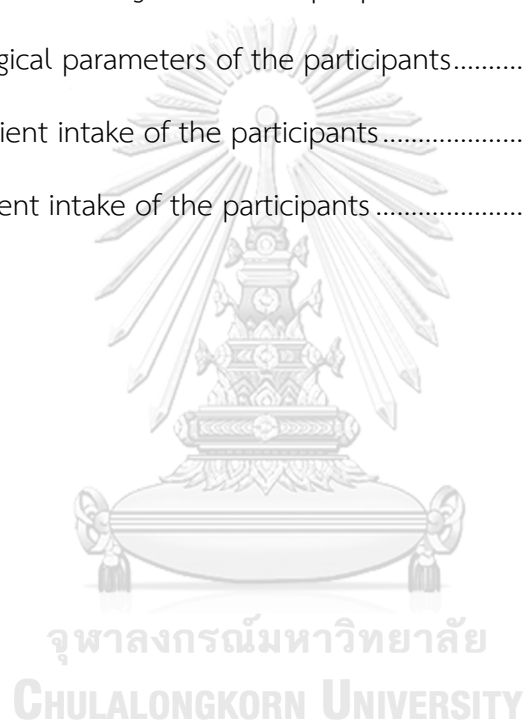 gical parameters of the participants..........
ient intake of the participants...................
ent intake of the participants .....................
จุฬาลงกรณ์มหาวิทยาลัย
CHULALONGKORN UNIVERSITY